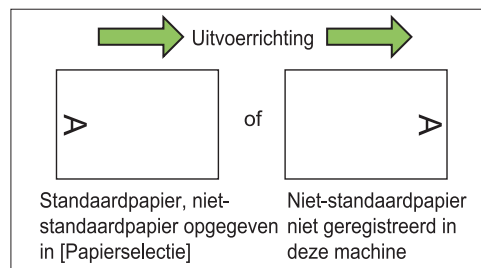 Uitvoerrichting
A
of
A
Standaardpapier, niet-
standaardpapier opgegeven
in [Papierselectie]
Niet-standaardpapier
niet geregistreerd in
deze machine